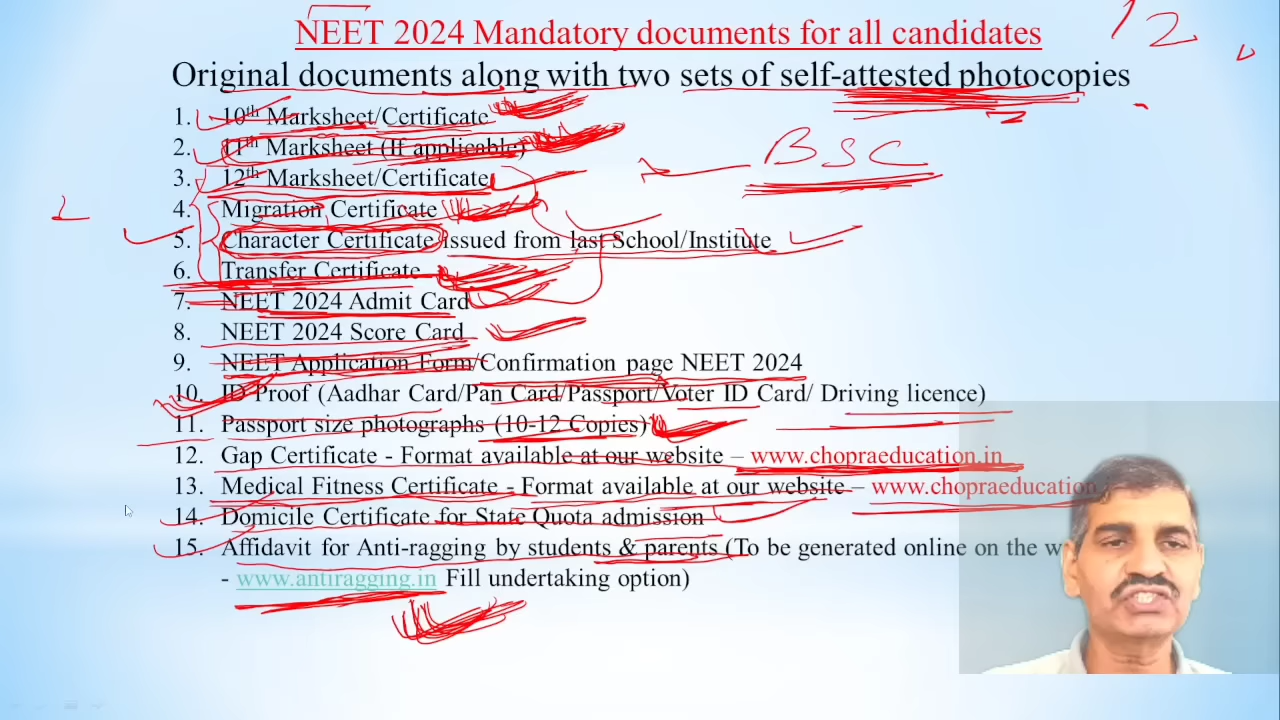 NEET 2024 Mandatory documents for all candidates
12
Original documents along with two sets of self-attested photocopies
1. 10th Marksheet/Certificate
2. 11th Marksheet (If applicable)
BSC
3. 12th Marksheet/Certificate
4. Migration Certificate
5. Character Certificate issued from last School/Institute
6. Transfer Certificate
7. NEET 2024 Admit Card
8. NEET 2024 Score Card
9. NEET Application Form/Confirmation page NEET 2024
10. ID Proof (Aadhar Card/Pan Card/Passport/Voter ID Card/ Driving licence)
11. Passport size photographs (10-12 Copies)
12. Gap Certificate - Format available at our website – www.chopraeducation.in
13. Medical Fitness Certificate - Format available at our website – www.chopraeducation
14. Domicile Certificate for State Quota admission
15. Affidavit for Anti-ragging by students & parents (To be generated online on the
- www.antiragging.in Fill undertaking option)